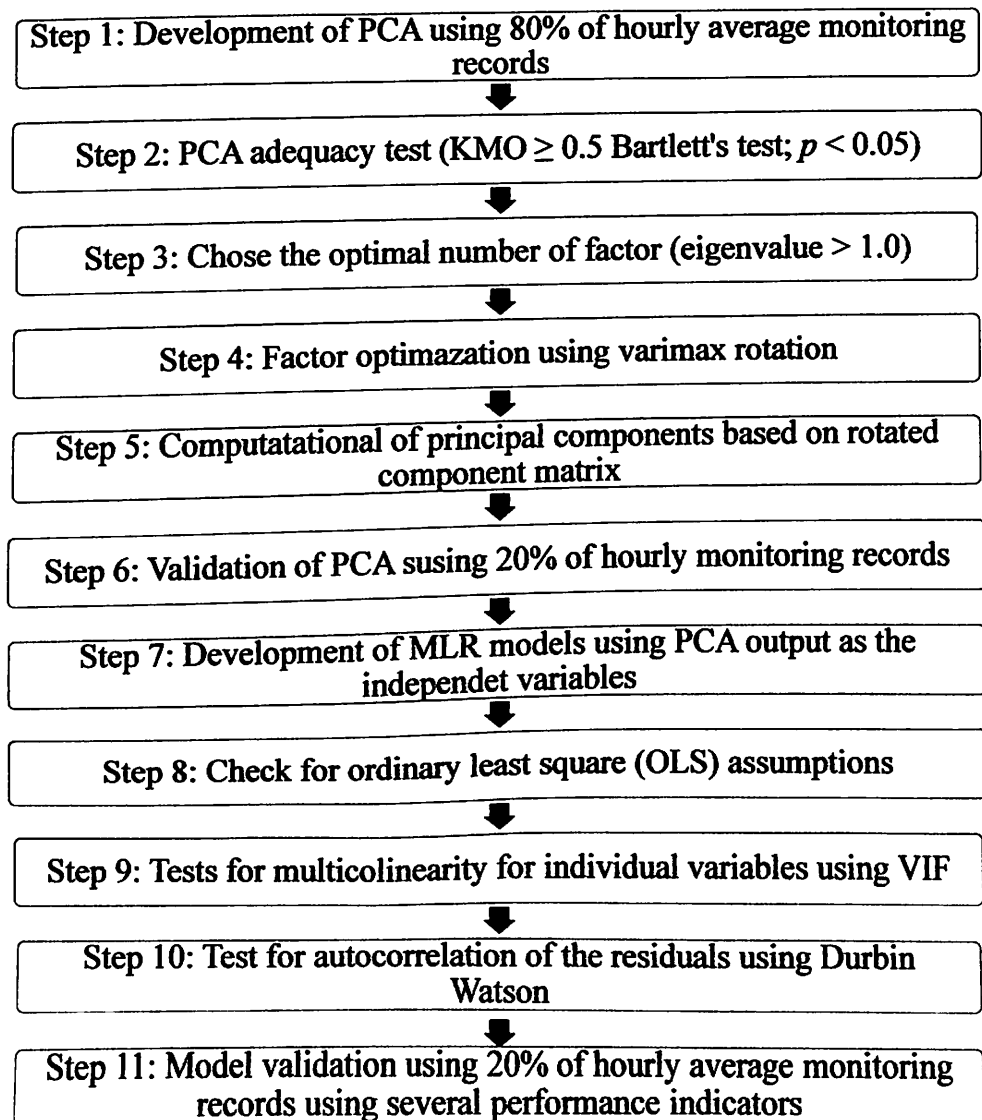 Step 1: Development of PCA using 80% of hourly average monitoring
records
Step 2: PCA adequacy test (KMO ≥ 0.5 Bartlett's test; p < 0.05)
Step 3: Chose the optimal number of factor (eigenvalue > 1.0)
Step 4: Factor optimazation using varimax rotation
Step 5: Computatational of principal components based on rotated
component matrix
Step 6: Validation of PCA susing 20% of hourly monitoring records
Step 7: Development of MLR models using PCA output as the
independet variables
Step 8: Check for ordinary least square (OLS) assumptions
Step 9: Tests for multicolinearity for individual variables using VIF
Step 10: Test for autocorrelation of the residuals using Durbin
Watson
Step 11: Model validation using 20% of hourly average monitoring
records using several performance indicators